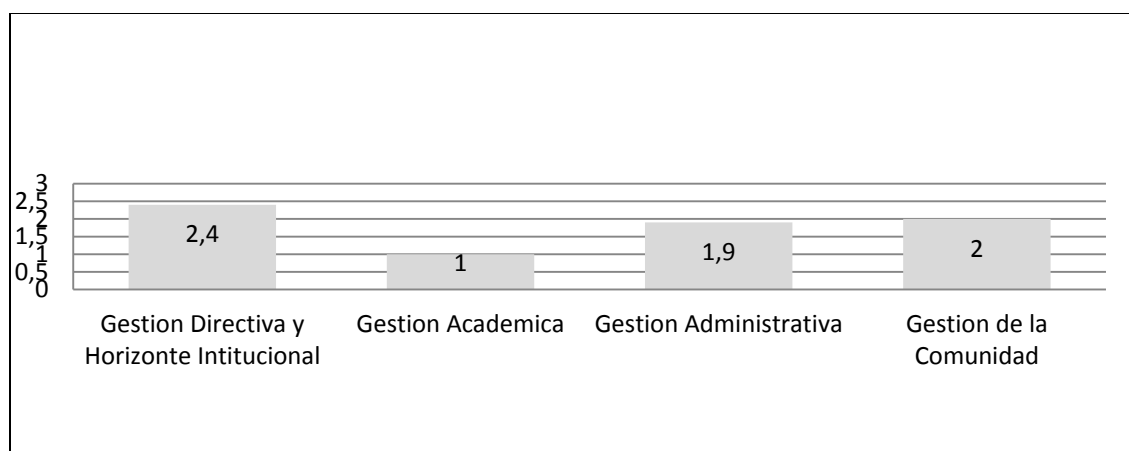 3
2,5
2
1,5
1
0,5
0
2,4
1
1,9
2
Gestion Directiva y
Horizonte Intitucional
Gestion Academica
Gestion Administrativa
Gestion de la
Comunidad